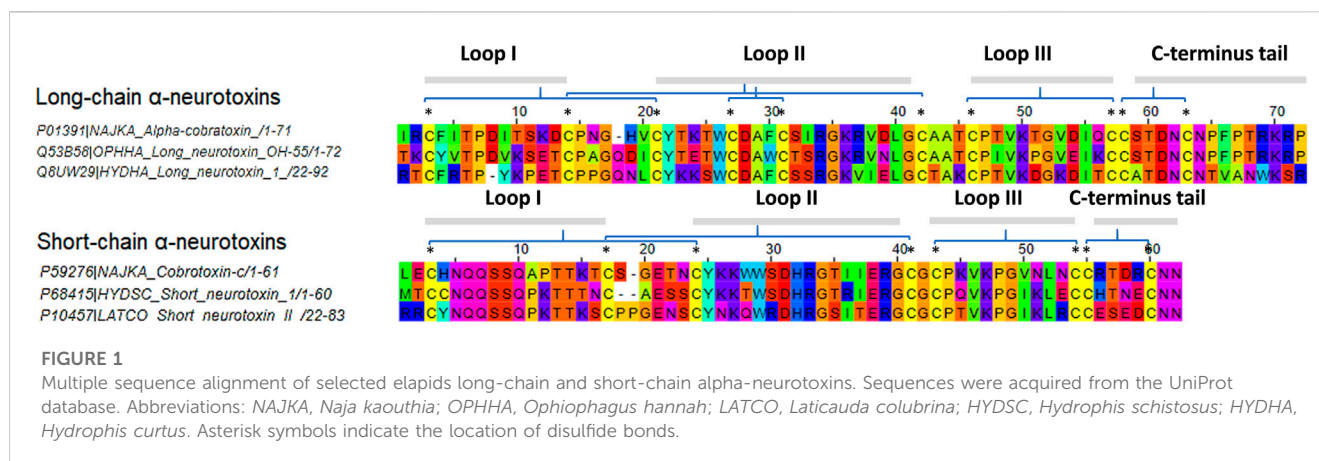 Loop I Loop II Loop III C-terminus tail
Long-chain α-neurotoxins
* 10 * 20 * * 30 * 40 * * 50 * * 60 * 70
P01391|NAJKA_Alpha-cobratoxin_/1-71 IRCFITPDITSKDCPNG-HVCYTKTWCDAFCSIRGKRVDLGCAATCPTVKTGVDIQCCSTDNCNPFPTRKRP
Q53B58|OPHHA_Long_neurotoxin_OH-55/1-72 TKCYVTPDVKSETCPAGQDICYTETWCDAWCTSRGKRVNLGCAATCPIVKPGVEIKCCSTDNCNPFPTRKRP
Q8UW29|HYDHA_Long_neurotoxin_1_/22-92 RTCFRTP-YKPETCPPGQNLCYKKSWCDAFCSSRGKVIELGCTAKCPTVKDGKDITCCATDNCNTVANWKSR
Loop I Loop II Loop III C-terminus tail
Short-chain α-neurotoxins
* 10 * 20 * 30 40 * * 50 * * 60 *
P59276|NAJKA_Cobrotoxin-c/1-61 LECHNQQSSQAPTTKTCS-GETNCYKKWWSDHRGTIIERGCGCPKVKPGVNLNCCRTDRCNN
P68415|HYDSC_Short_neurotoxin_1/1-60 MTCCNQQSSQPKTTTNC--AESSCYKKTWSDHRGTRIERGCGCPQVKPGIKLECCHTNECNN
P10457|LATCO Short neurotoxin II /22-83 RRCYNQQSSQPKTTKSCPPGENSCYNKQWRDHRGSITERGCGCPTVKPGIKLRCCESEDCNN
FIGURE 1
Multiple sequence alignment of selected elapids long-chain and short-chain alpha-neurotoxins. Sequences were acquired from the UniProt
database. Abbreviations: NAJKA, Naja kaouthia; OPHHA, Ophiophagus hannah; LATCO, Laticauda colubrina; HYDSC, Hydrophis schistosus; HYDHA,
Hydrophis curtus. Asterisk symbols indicate the location of disulfide bonds.